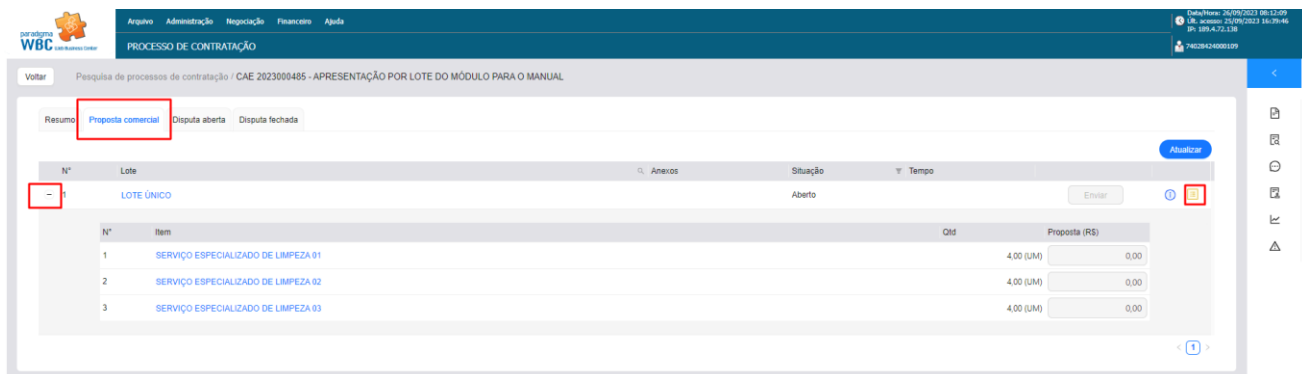 paradigma
WBC Com Business Center
Arquivo Administração Negociação Financeiro Ajuda
Data/Hora: 26/09/2023 08:12:09
Últ. acesso: 25/09/2023 16:39:46
IP: 189.4.72.138
PROCESSO DE CONTRATAÇÃO
74028424000109
Voltar Pesquisa de processos de contratação / CAE 2023000485 - APRESENTAÇÃO POR LOTE DO MÓDULO PARA O MANUAL
Resumo Proposta comercial Disputa aberta Disputa fechada
Atualizar
N° Lote Anexos Situação Tempo
1 LOTE ÚNICO Aberto Enviar
N° Item Qtd Proposta (R$)
1 SERVIÇO ESPECIALIZADO DE LIMPEZA 01 4,00 (UM) 0,00
2 SERVIÇO ESPECIALIZADO DE LIMPEZA 02 4,00 (UM) 0,00
3 SERVIÇO ESPECIALIZADO DE LIMPEZA 03 4,00 (UM) 0,00
< 1 >